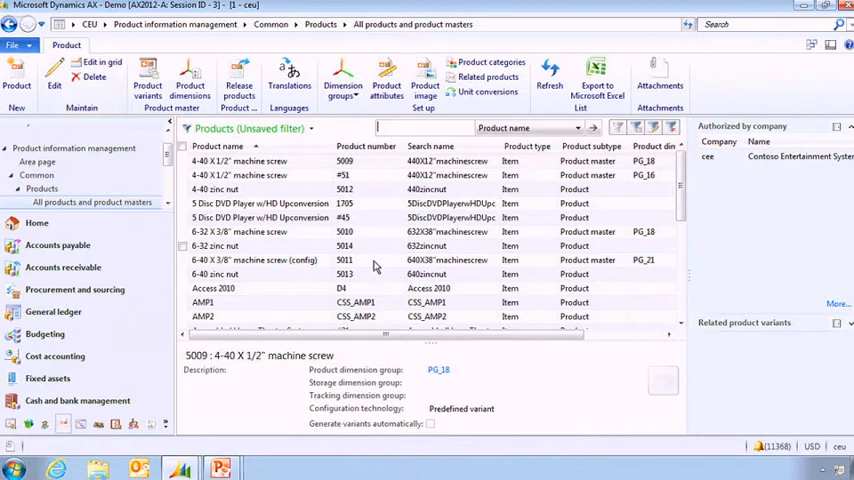 Microsoft Dynamics AX - Demo [AX2012-A: Session ID - 3] - [1 - ceu]
CEU Product information management Common Products All products and product masters
Search
File Product
Product
Edit
Edit in grid
Delete
Product variants
Product dimensions
Release products
Translations
Dimension groups
Product attributes
Product image
Product categories
Related products
Unit conversions
Refresh
Export to Microsoft Excel
Attachments
New Maintain Product master Product ... Languages Set up List Attachments
Product information management
Area page
Common
Products
All products and product masters
Home
Accounts payable
Accounts receivable
Procurement and sourcing
General ledger
Budgeting
Cost accounting
Fixed assets
Cash and bank management
Products (Unsaved filter)
Product name
Product name Product number Search name Product type Product subtype Product din
4-40 X 1/2" machine screw 5009 440X12"machinescrew Item Product master PG_18
4-40 X 1/2" machine screw #51 440X12"machinescrew Item Product master PG_16
4-40 zinc nut 5012 440zincnut Item Product
5 Disc DVD Player w/HD Upconversion 1705 5DiscDVDPlayerwHDUpc Item Product
5 Disc DVD Player w/HD Upconversion #45 5DiscDVDPlayerwHDUpc Item Product
6-32 X 3/8" machine screw 5010 632X38"machinescrew Item Product master PG_18
6-32 zinc nut 5014 632zincnut Item Product
6-40 X 3/8" machine screw (config) 5011 640X38"machinescrew Item Product master PG_21
6-40 zinc nut 5013 640zincnut Item Product
Access 2010 D4 Access 2010 Item Product
AMP1 CSS_AMP1 CSS_AMP1 Item Product
AMP2 CSS_AMP2 CSS_AMP2 Item Product
5009 : 4-40 X 1/2" machine screw
Description:
Product dimension group: PG_18
Storage dimension group:
Tracking dimension group:
Configuration technology: Predefined variant
Generate variants automatically:
Authorized by company
Company Name
cee Contoso Entertainment Syste
More...
Related product variants
(11368) USD ceu